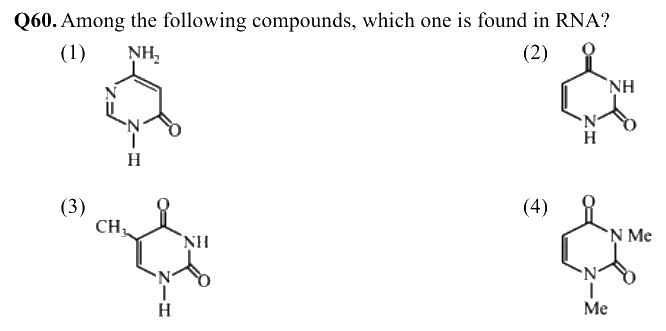 Q60. Among the following compounds, which one is found in RNA?
(1)
NH₂
N
N
O
H
(2)
O
NH
N
O
H
(3)
O
CH₃
NH
N
O
H
(4)
O
N Me
N
O
Me